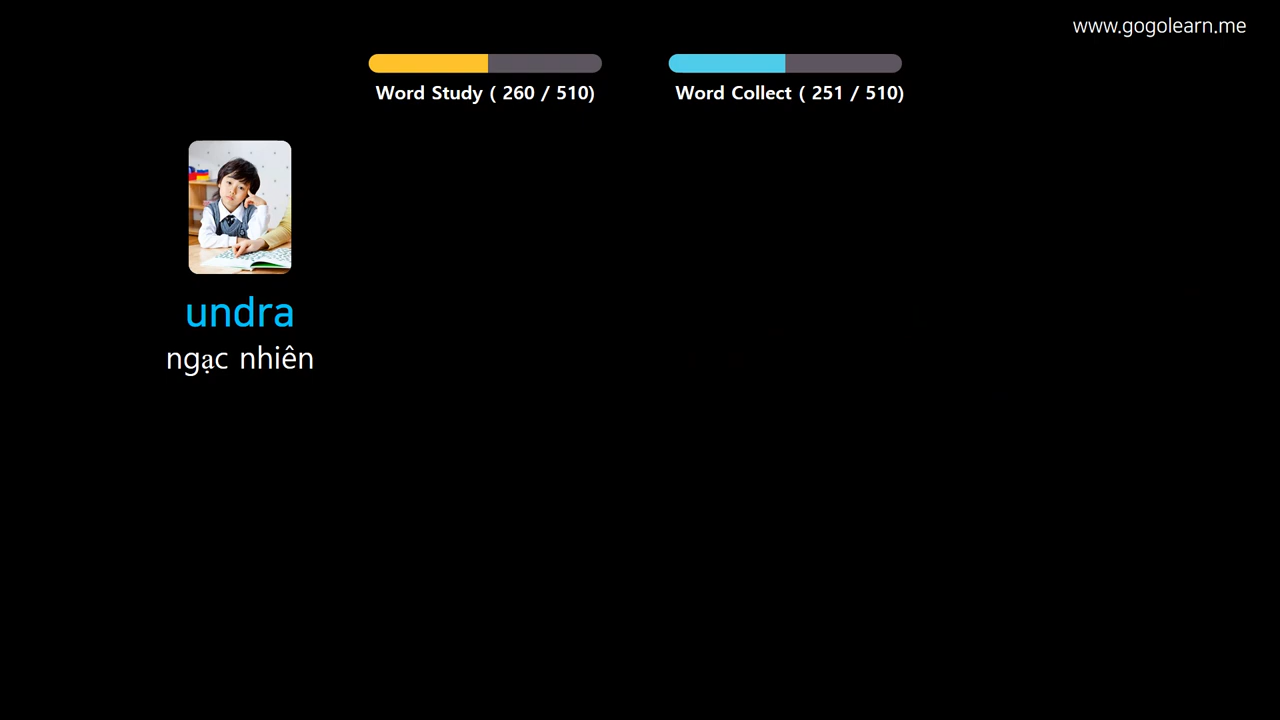 www.gogolearn.me
Word Study ( 260 / 510)
Word Collect ( 251 / 510)
undra
ngạc nhiên